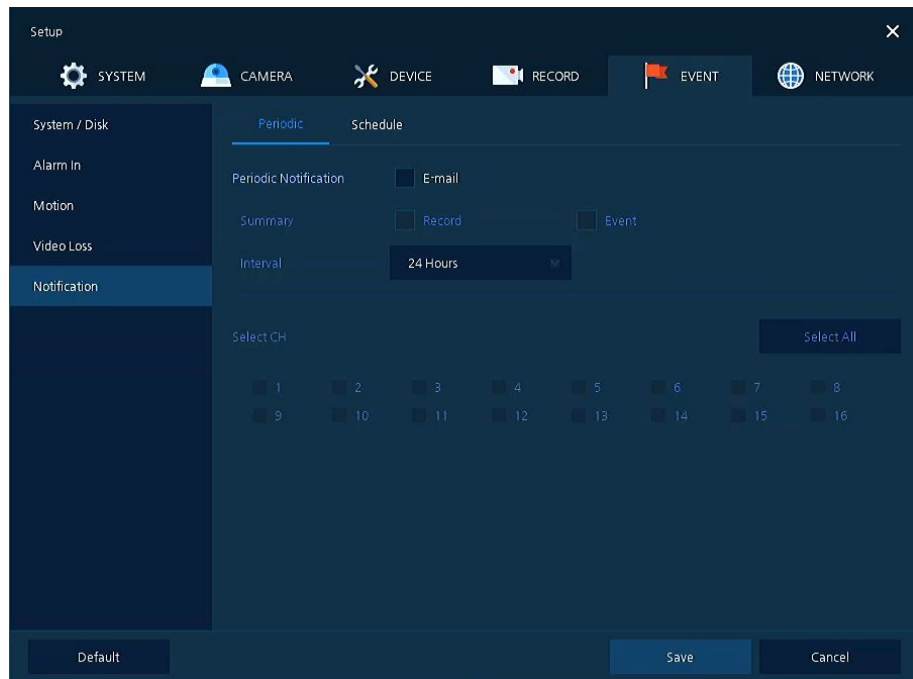 Setup
SYSTEM CAMERA DEVICE RECORD EVENT NETWORK
System / Disk
Alarm In
Motion
Video Loss
Notification
Periodic Schedule
Periodic Notification E-mail
Summary Record Event
Interval 24 Hours
Select CH Select All
1 2 3 4 5 6 7 8
9 10 11 12 13 14 15 16
Default Save Cancel